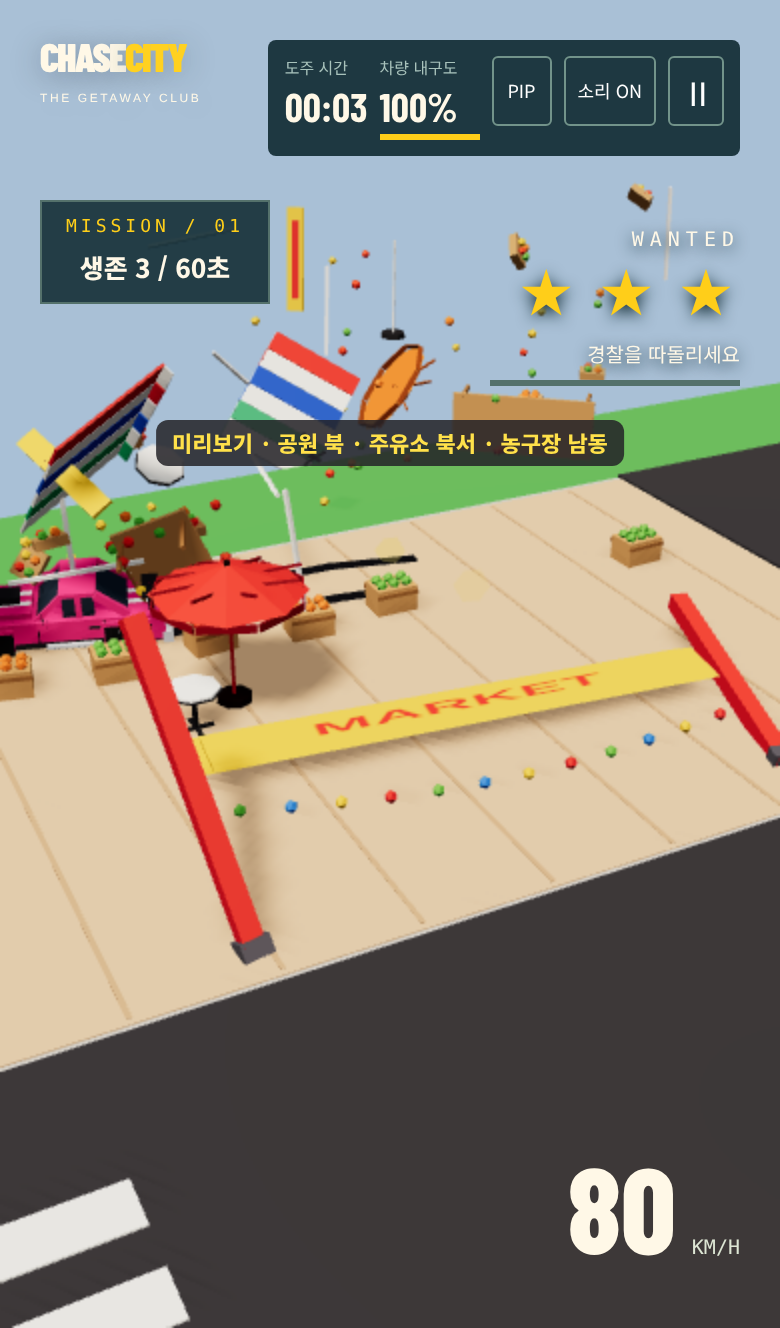 CHASECITY
THE GETAWAY CLUB
도주 시간
00:03
차량 내구도
100%
PIP
소리 ON
MISSION / 01
생존 3 / 60초
WANTED
★ ★ ★
경찰을 따돌리세요
미리보기 · 공원 북 · 주유소 북서 · 농구장 남동
MARKET
80 KM/H